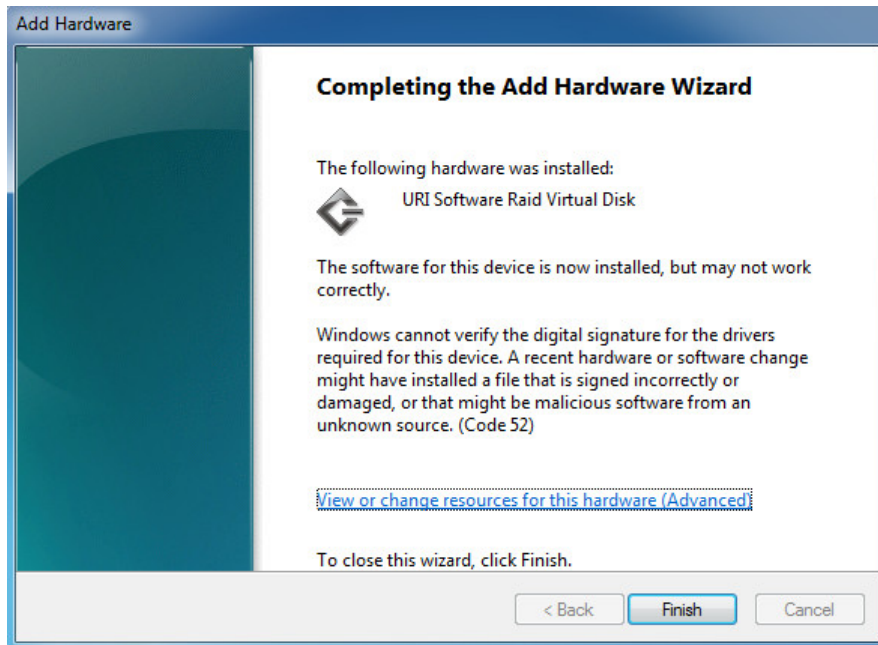 Add Hardware
Completing the Add Hardware Wizard
The following hardware was installed:
URI Software Raid Virtual Disk
The software for this device is now installed, but may not work
correctly.
Windows cannot verify the digital signature for the drivers
required for this device. A recent hardware or software change
might have installed a file that is signed incorrectly or
damaged, or that might be malicious software from an
unknown source. (Code 52)
View or change resources for this hardware (Advanced)
To close this wizard, click Finish.
< Back
Finish
Cancel